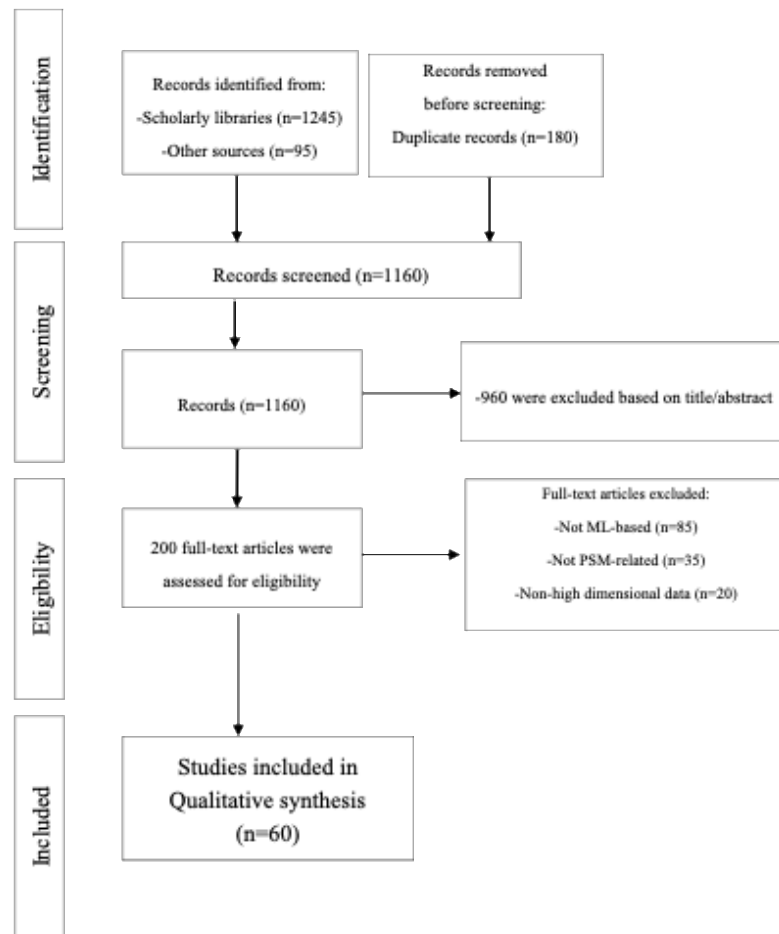 Identification
Records identified from:
-Scholarly libraries (n=1245)
-Other sources (n=95)
Records removed
before screening:
Duplicate records (n=180)
Screening
Records screened (n=1160)
Records (n=1160)
-960 were excluded based on title/abstract
Eligibility
200 full-text articles were
assessed for eligibility
Full-text articles excluded:
-Not ML-based (n=85)
-Not PSM-related (n=35)
-Non-high dimensional data (n=20)
Included
Studies included in
Qualitative synthesis
(n=60)